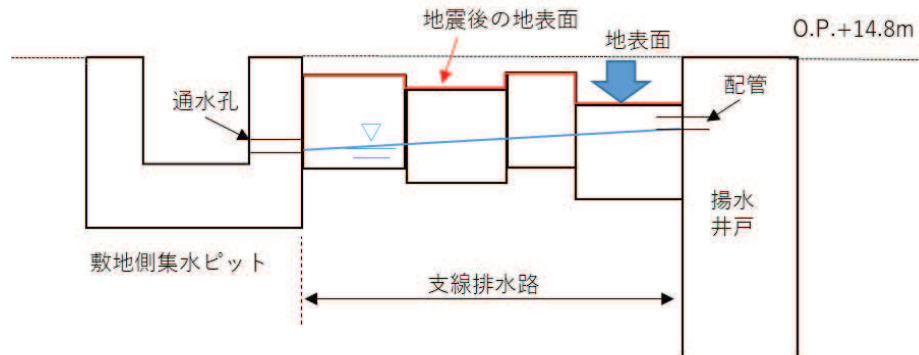 地震後の地表面
地表面
O.P.+14.8m
通水孔
配管
揚水
井戸
敷地側集水ピット
支線排水路